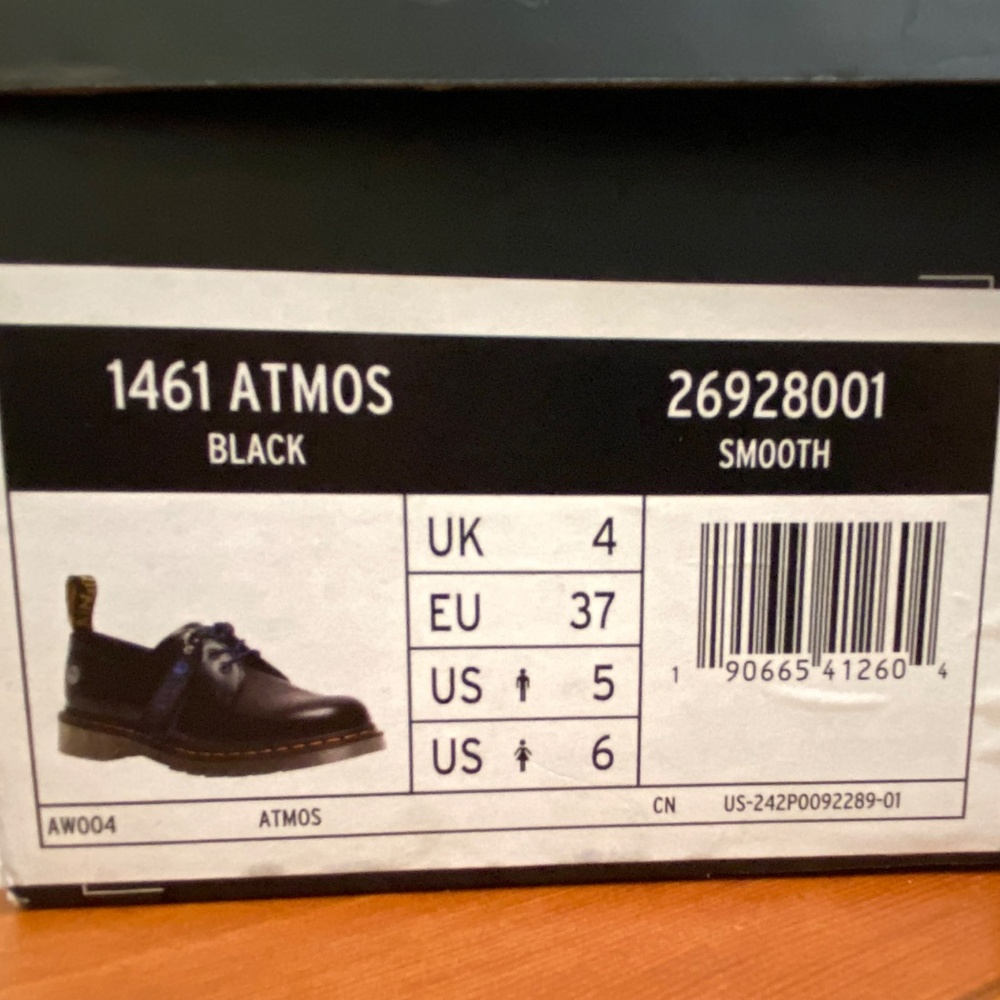 1461 ATMOS
BLACK
26928001
SMOOTH
UK 4
EU 37
US 5
US 6
1 90665 41260 4
AW004 ATMOS CN US-242P0092289-01